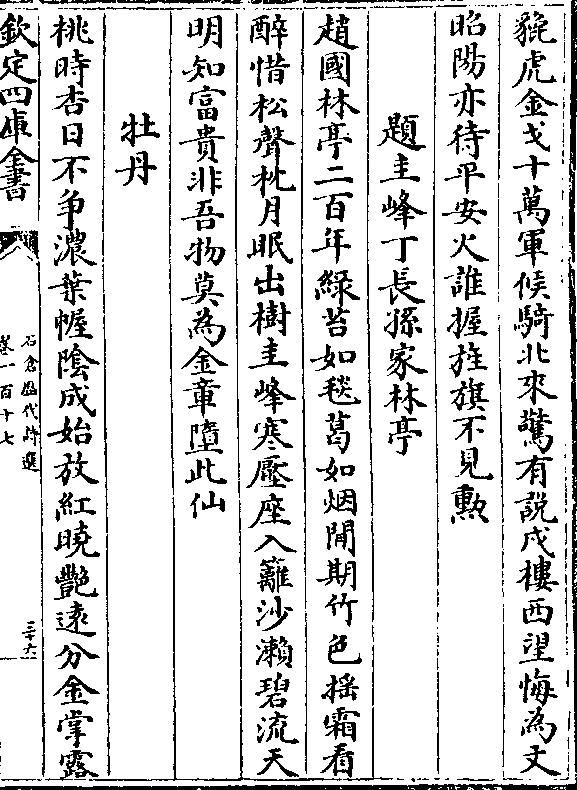 貔虎金戈十萬軍候騎北來驚有說戍樓西望悔為文
昭陽亦待平安火誰握旌旗不見勲
題圭峰丁長孫家林亭
趙國林亭二百年綠苔如毯葛如烟閒期竹色搖霜看
醉惜松聲枕月眠出樹圭峰寒壓座入籬沙瀨碧流天
明知富貴非吾物莫為金章墮此仙
牡丹
桃時杏日不爭濃葉幄陰成始放紅曉艷遠分金掌露
欽定四庫全書
石倉歴代詩選
卷一百十七
三十六